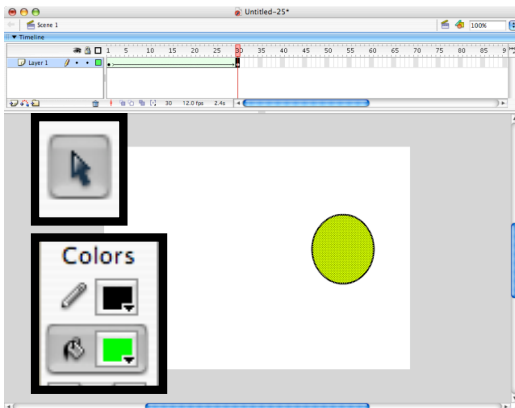 Untitled-25*
Scene 1
100%
Timeline
1 5 10 15 20 25 30 35 40 45 50 55 60 65 70 75 80 85 9
Layer 1
30 12.0 fps 2.4s
Colors